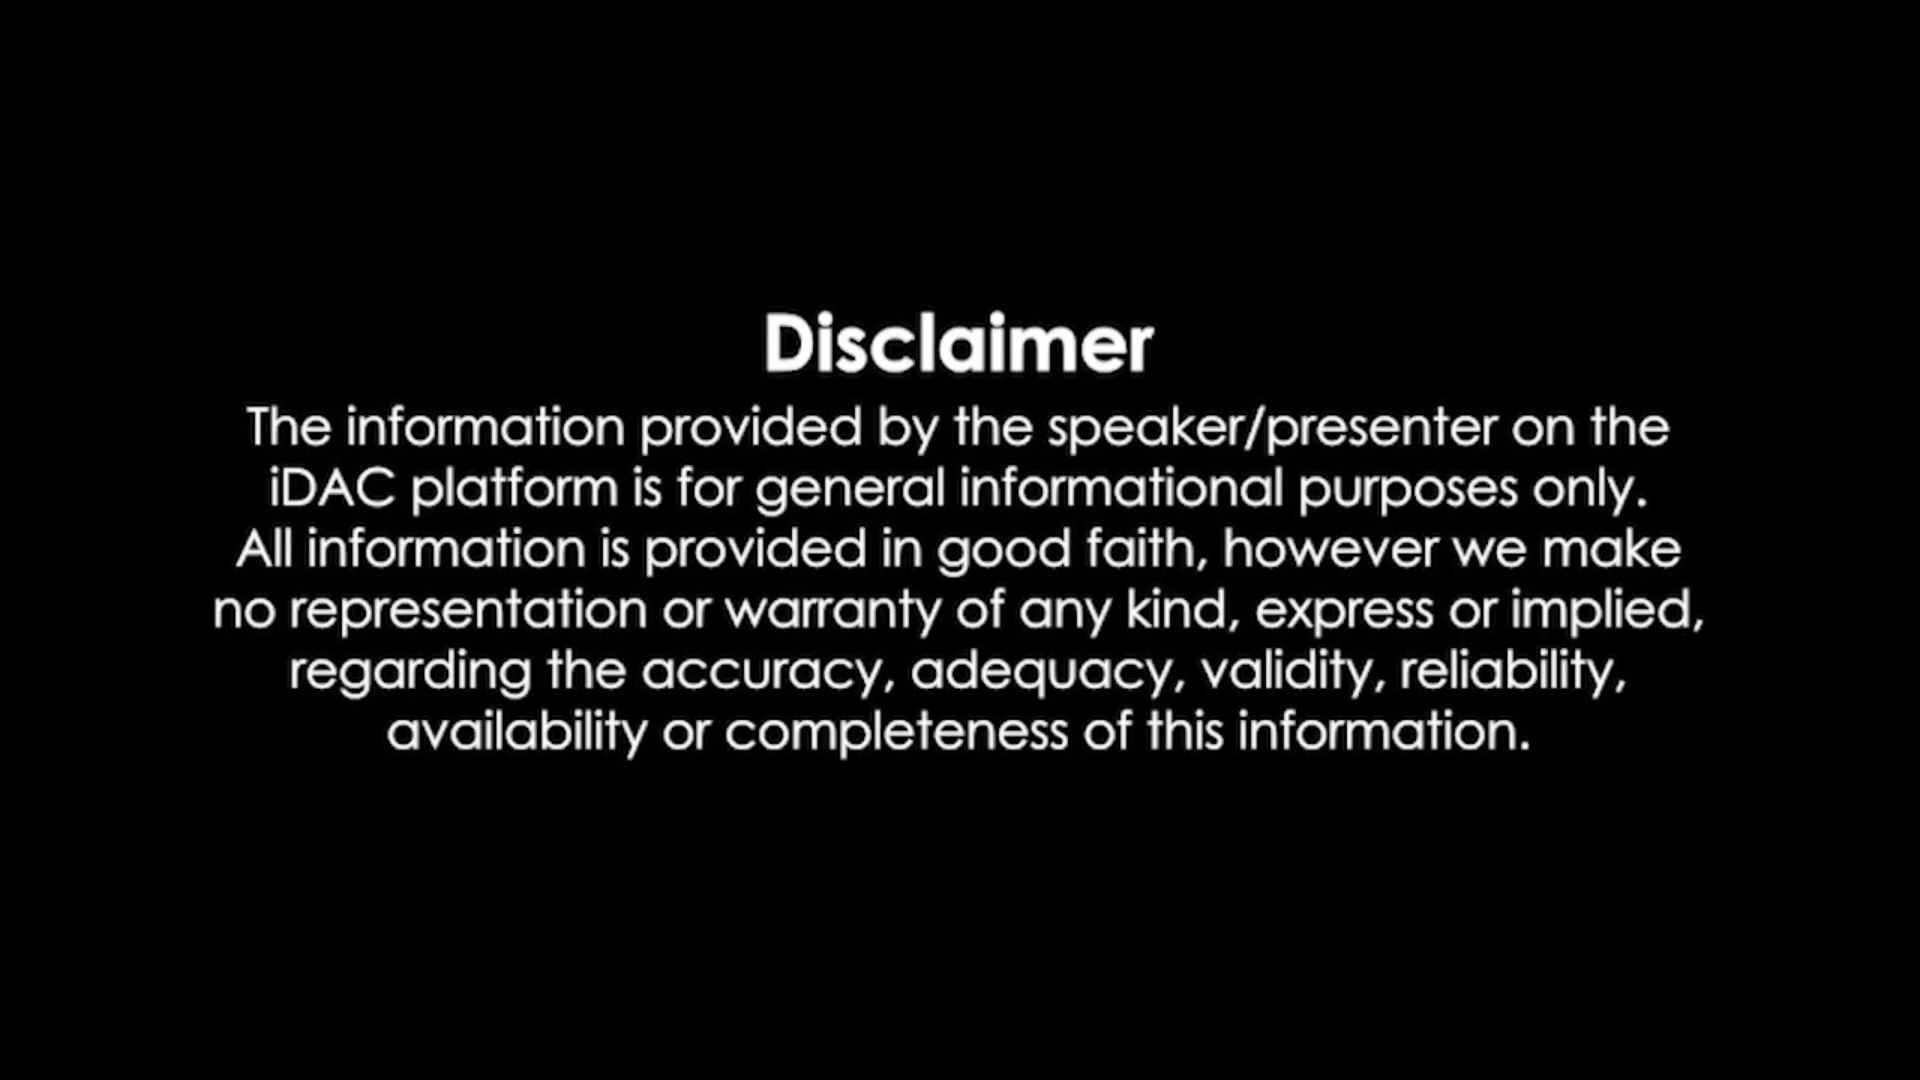 Disclaimer
The information provided by the speaker/presenter on the
iDAC platform is for general informational purposes only.
All information is provided in good faith, however we make
no representation or warranty of any kind, express or implied,
regarding the accuracy, adequacy, validity, reliability,
availability or completeness of this information.